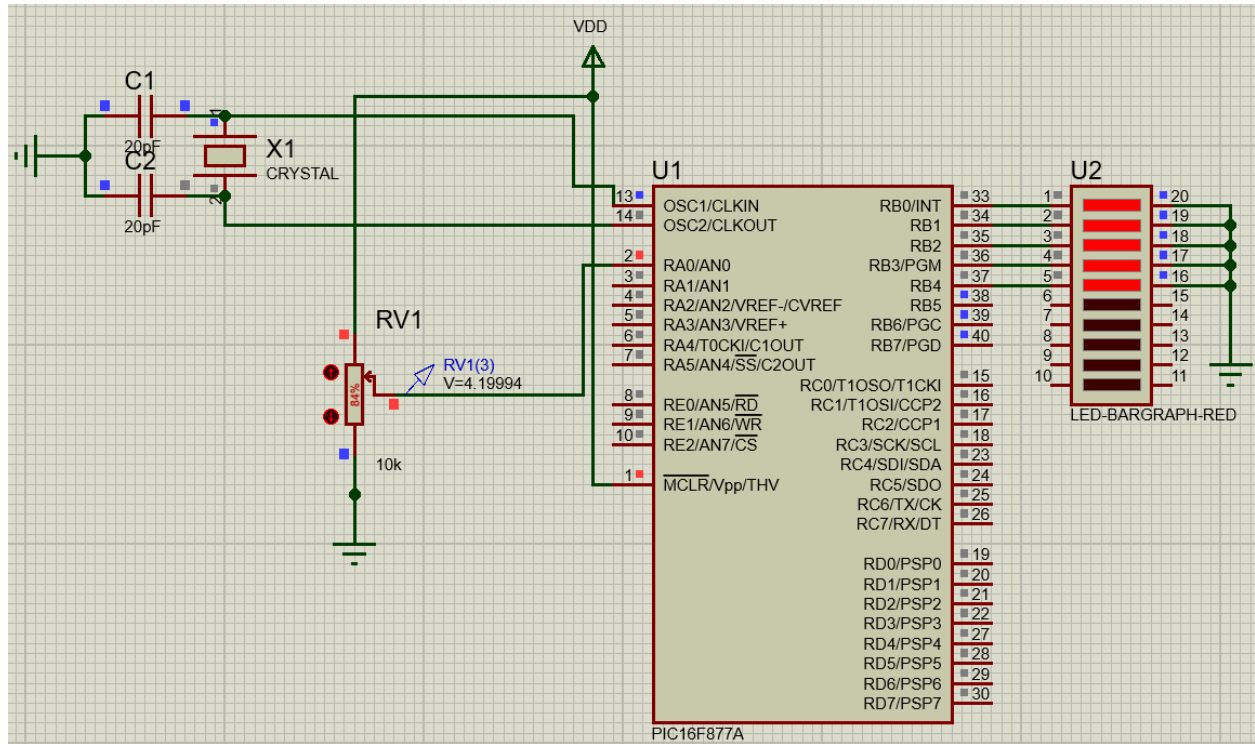 VDD
C1
20pF
C2
20pF
1
2
X1
CRYSTAL
U1
U2
13
14
2
3
4
5
6
7
8
9
10
1
OSC1/CLKIN
OSC2/CLKOUT
RA0/AN0
RA1/AN1
RA2/AN2/VREF-/CVREF
RA3/AN3/VREF+
RA4/T0CKI/C1OUT
RA5/AN4/SS/C2OUT
RE0/AN5/RD
RE1/AN6/WR
RE2/AN7/CS
MCLR/Vpp/THV
RB0/INT
RB1
RB2
RB3/PGM
RB4
RB5
RB6/PGC
RB7/PGD
RC0/T1OSO/T1CKI
RC1/T1OSI/CCP2
RC2/CCP1
RC3/SCK/SCL
RC4/SDI/SDA
RC5/SDO
RC6/TX/CK
RC7/RX/DT
RD0/PSP0
RD1/PSP1
RD2/PSP2
RD3/PSP3
RD4/PSP4
RD5/PSP5
RD6/PSP6
RD7/PSP7
33
34
35
36
37
38
39
40
15
16
17
18
23
24
25
26
19
20
21
22
27
28
29
30
PIC16F877A
1
2
3
4
5
6
7
8
9
10
20
19
18
17
16
15
14
13
12
11
LED-BARGRAPH-RED
RV1
RV1(3)
V=4.19994
84%
10k